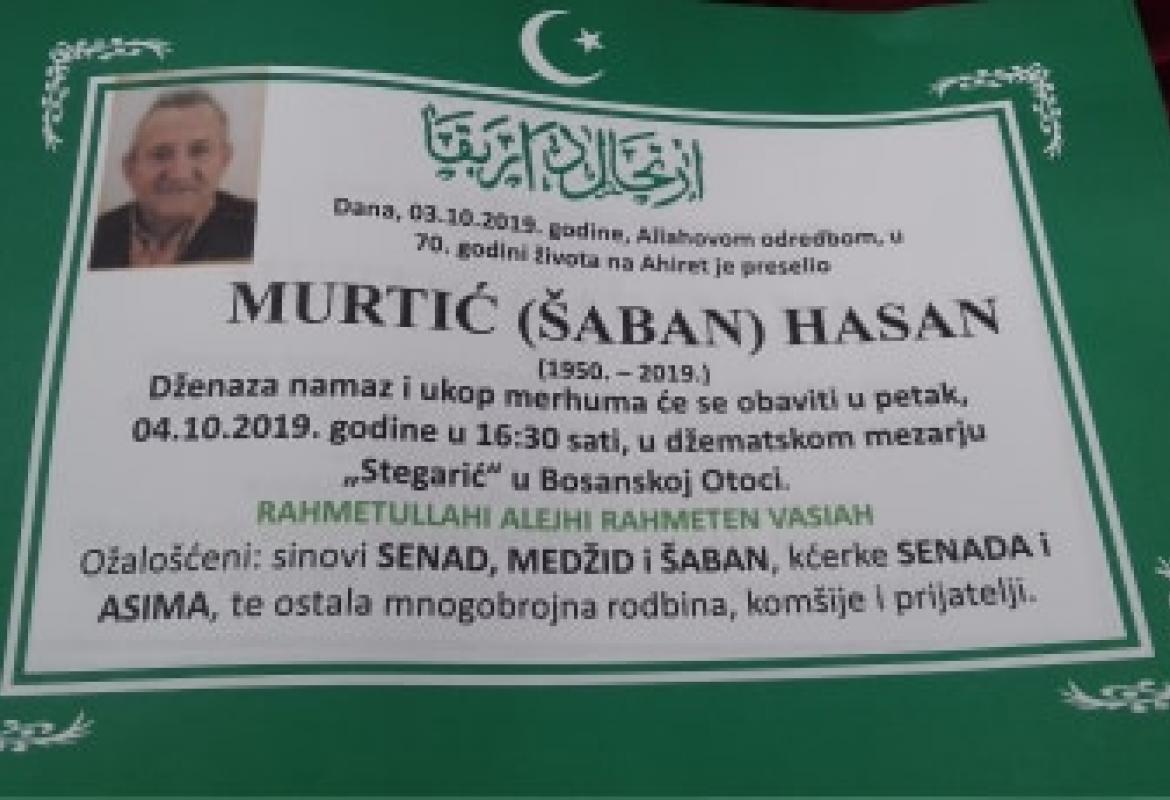 ارتحال دار بقا
Dana, 03.10.2019. godine, Allahovom odredbom, u
70. godini života na Ahiret je preselio
MURTIĆ (ŠABAN) HASAN
(1950. – 2019.)
Dženaza namaz i ukop merhuma će se obaviti u petak,
04.10.2019. godine u 16:30 sati, u džematskom mezarju
„Stegarić“ u Bosanskoj Otoci.
RAHMETULLAHI ALEJHI RAHMETEN VASIAH
Ožalošćeni: sinovi SENAD, MEDŽID i ŠABAN, kćerke SENADA i
ASIMA, te ostala mnogobrojna rodbina, komšije i prijatelji.